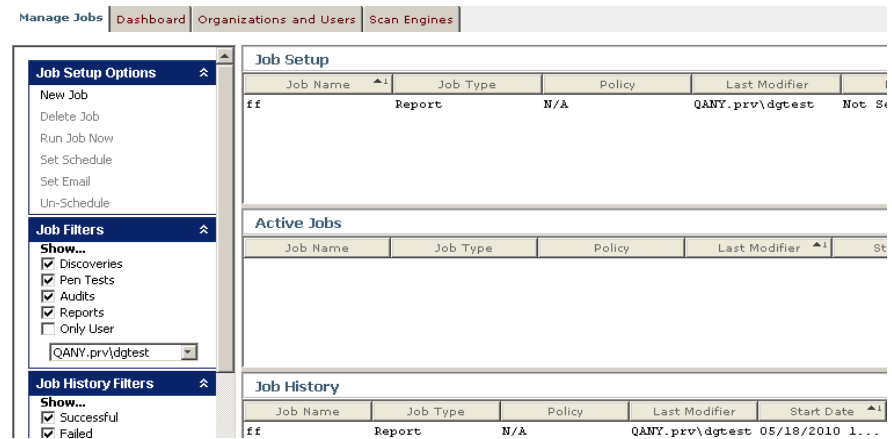 Manage Jobs Dashboard Organizations and Users Scan Engines
Job Setup Options
New Job
Delete Job
Run Job Now
Set Schedule
Set Email
Un-Schedule
Job Filters
Show...
Discoveries
Pen Tests
Audits
Reports
Only User
QANY.prv\dgtest
Job History Filters
Show...
Successful
Failed
Job Setup
Job Name Job Type Policy Last Modifier
ff Report N/A QANY.prv\dgtest Not Se
Active Jobs
Job Name Job Type Policy Last Modifier St
Job History
Job Name Job Type Policy Last Modifier Start Date
ff Report N/A QANY.prv\dgtest 05/18/2010 1...